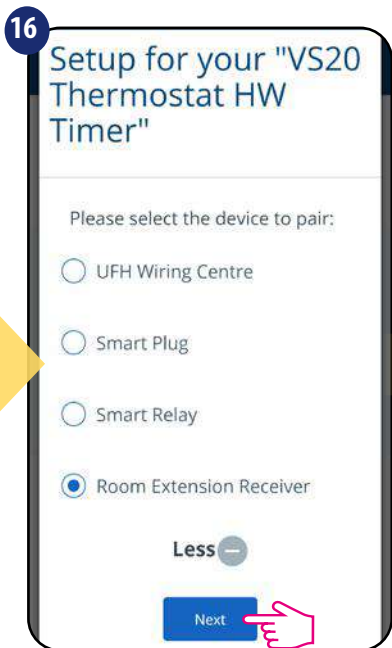 16
Setup for your "VS20
Thermostat HW
Timer"
Please select the device to pair:
UFH Wiring Centre
Smart Plug
Smart Relay
Room Extension Receiver
Less
Next